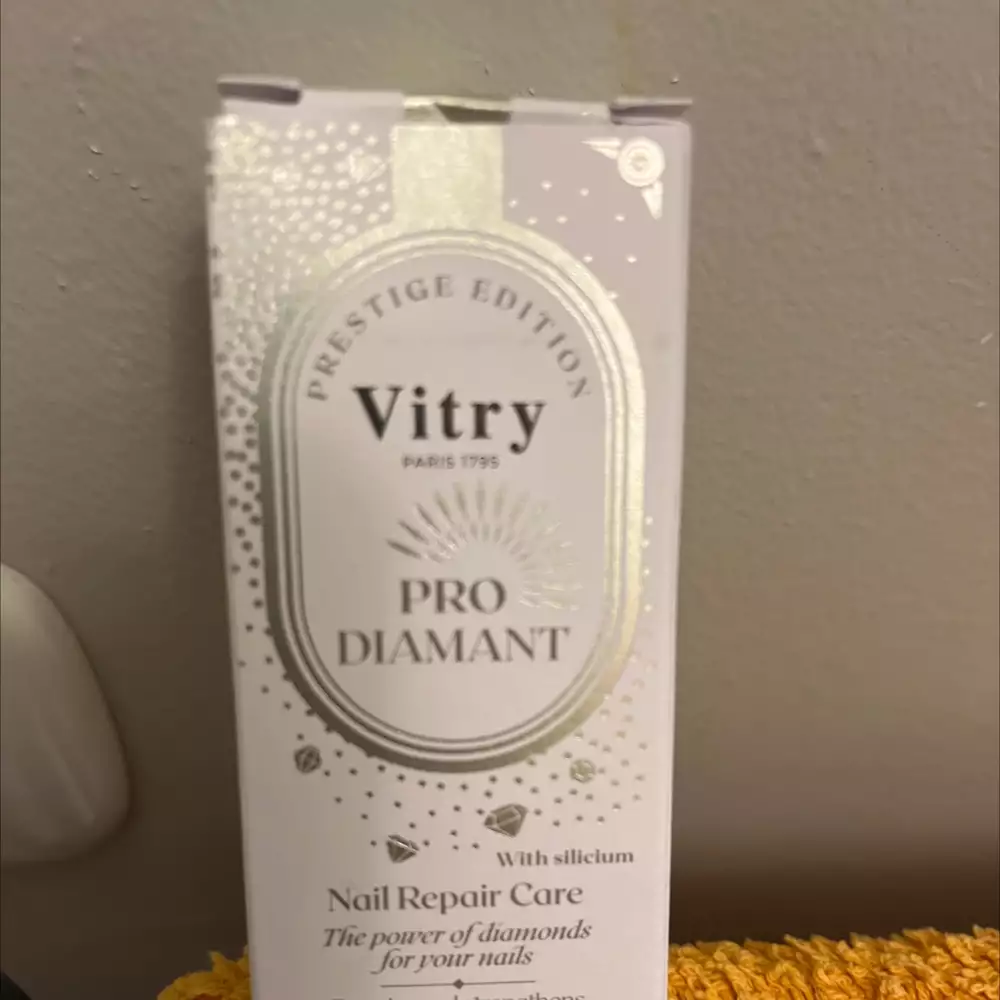 PRESTIGE EDITION
Vitry
PARIS 1795
PRO
DIAMANT
With silicium
Nail Repair Care
The power of diamonds
for your nails